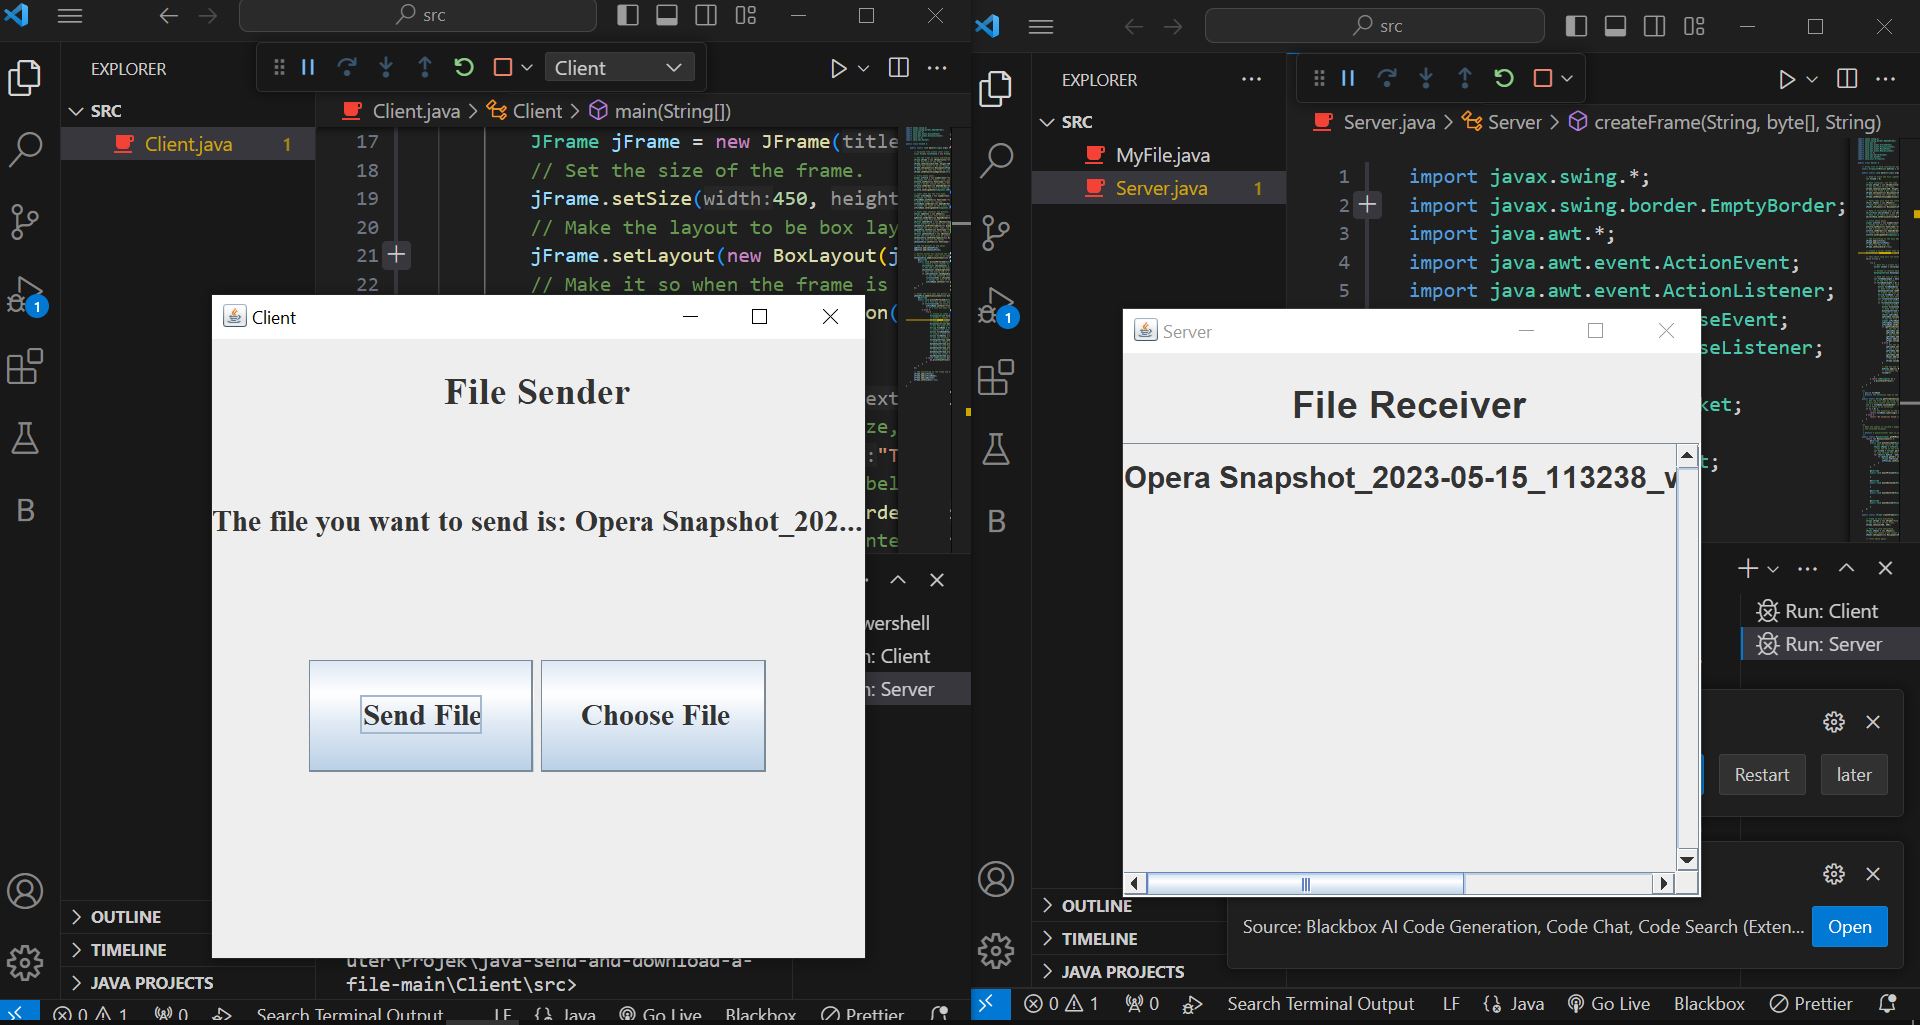 src
EXPLORER
Client
SRC
Client.java 1
Client.java > Client > main(String[])
17 JFrame jFrame = new JFrame(title
18 // Set the size of the frame.
19 jFrame.setSize(width:450, height
20 // Make the layout to be box lay
21 jFrame.setLayout(new BoxLayout(j
22 // Make it so when the frame is
on(
ext
ze,
:"T
bel
rde
nte
1
Client
File Sender
The file you want to send is: Opera Snapshot_202...
Send File
Choose File
wershell
n: Client
n: Server
B
OUTLINE
TIMELINE
JAVA PROJECTS
uter\Projek\java-send-and-download-a-
file-main\Client\src>
0 1 0 Search Terminal Output LF {} Java Go Live Blackbox Prettier
src
EXPLORER
SRC
MyFile.java
Server.java 1
Server.java > Server > createFrame(String, byte[], String)
1 import javax.swing.*;
2 import javax.swing.border.EmptyBorder;
3 import java.awt.*;
4 import java.awt.event.ActionEvent;
5 import java.awt.event.ActionListener;
seEvent;
seListener;
ket;
t;
1
Server
File Receiver
Opera Snapshot_2023-05-15_113238_w
B
Run: Client
Run: Server
Restart
later
Source: Blackbox AI Code Generation, Code Chat, Code Search (Exten...
Open
OUTLINE
TIMELINE
JAVA PROJECTS
0 1 0 Search Terminal Output LF {} Java Go Live Blackbox Prettier